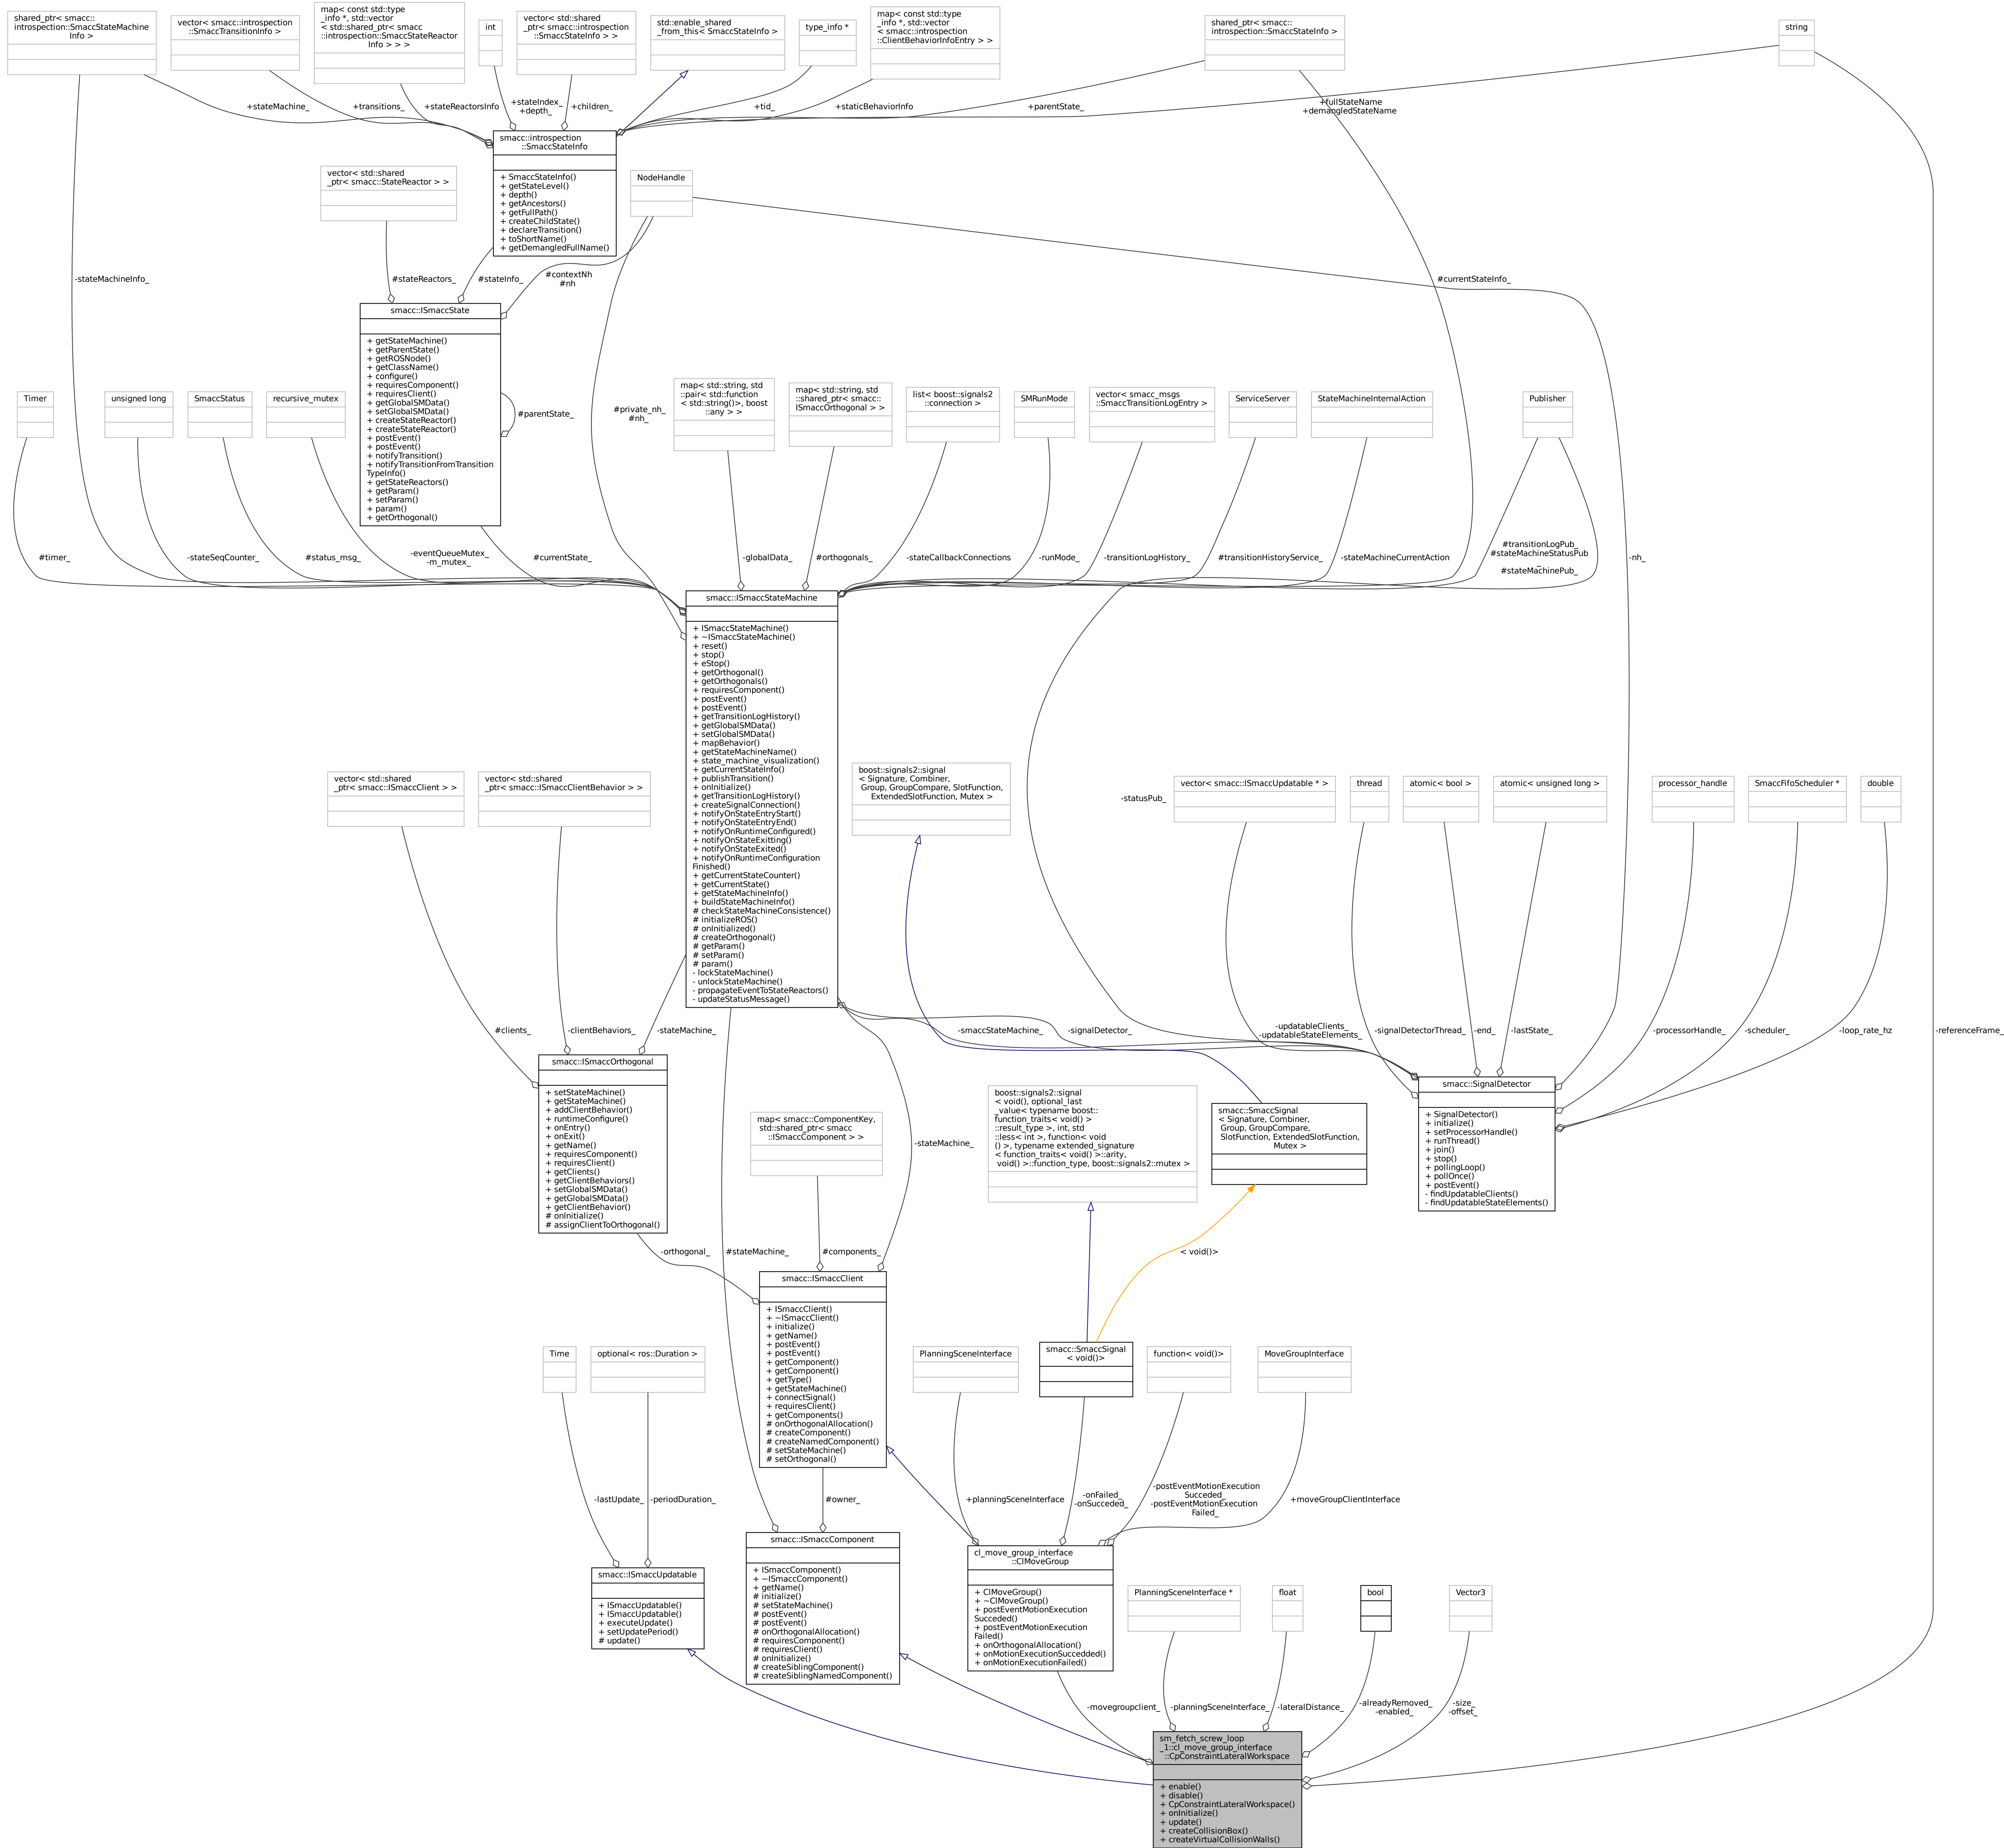 shared_ptr< smacc::
introspection::SmaccStateMachine
Info >
vector< smacc::introspection
::SmaccTransitionInfo >
map< const std::type
_info *, std::vector
< std::shared_ptr< smacc
::introspection::SmaccStateReactor
Info > > >
int
vector< std::shared
_ptr< smacc::introspection
::SmaccStateInfo > >
std::enable_shared
_from_this< SmaccStateInfo >
type_info *
map< const std::type
_info *, std::vector
< smacc::introspection
::ClientBehaviorInfoEntry > >
shared_ptr< smacc::
introspection::SmaccStateInfo >
string
+stateMachine_
+transitions_
+stateReactorsInfo
+stateIndex_
+depth_
+children_
+tid_
+staticBehaviorInfo
+parentState_
+fullStateName
+demangledStateName
smacc::introspection
::SmaccStateInfo
+ SmaccStateInfo()
+ getStateLevel()
+ depth()
+ getAncestors()
+ getFullPath()
+ createChildState()
+ declareTransition()
+ toShortName()
+ getDemangledFullName()
vector< std::shared
_ptr< smacc::StateReactor > >
NodeHandle
-stateMachineInfo_
#stateReactors_
#stateInfo_
#contextNh
#nh
#currentStateInfo_
smacc::ISmaccState
+ getStateMachine()
+ getParentState()
+ getROSNode()
+ getClassName()
+ configure()
+ requiresComponent()
+ requiresClient()
+ getGlobalSMData()
+ setGlobalSMData()
+ createStateReactor()
+ createStateReactor()
+ postEvent()
+ postEvent()
+ notifyTransition()
+ notifyTransitionFromTransition
TypeInfo()
+ getStateReactors()
+ getParam()
+ setParam()
+ param()
+ getOrthogonal()
#parentState_
#private_nh_
#nh_
Timer
unsigned long
SmaccStatus
recursive_mutex
map< std::string, std
::pair< std::function
< std::string()>, boost
::any > >
map< std::string, std
::shared_ptr< smacc::
ISmaccOrthogonal > >
list< boost::signals2
::connection >
SMRunMode
vector< smacc_msgs
::SmaccTransitionLogEntry >
ServiceServer
StateMachineInternalAction
Publisher
#timer_
-stateSeqCounter_
#status_msg_
-eventQueueMutex_
-m_mutex_
#currentState_
-globalData_
#orthogonals_
-stateCallbackConnections
-runMode_
-transitionLogHistory_
#transitionHistoryService_
-stateMachineCurrentAction
#transitionLogPub_
#stateMachineStatusPub
_
#stateMachinePub_
-nh_
smacc::ISmaccStateMachine
+ ISmaccStateMachine()
+ ~ISmaccStateMachine()
+ reset()
+ stop()
+ eStop()
+ getOrthogonal()
+ getOrthogonals()
+ requiresComponent()
+ postEvent()
+ postEvent()
+ getTransitionLogHistory()
+ getGlobalSMData()
+ setGlobalSMData()
+ mapBehavior()
+ getStateMachineName()
+ state_machine_visualization()
+ getCurrentStateInfo()
+ publishTransition()
+ onInitialize()
+ getTransitionLogHistory()
+ createSignalConnection()
+ notifyOnStateEntryStart()
+ notifyOnStateEntryEnd()
+ notifyOnRuntimeConfigured()
+ notifyOnStateExitting()
+ notifyOnStateExited()
+ notifyOnRuntimeConfiguration
Finished()
+ getCurrentStateCounter()
+ getCurrentState()
+ getStateMachineInfo()
+ buildStateMachineInfo()
# checkStateMachineConsistence()
# initializeROS()
# onInitialized()
# createOrthogonal()
# getParam()
# setParam()
# param()
- lockStateMachine()
- unlockStateMachine()
- propagateEventToStateReactors()
- updateStatusMessage()
vector< std::shared
_ptr< smacc::ISmaccClient > >
vector< std::shared
_ptr< smacc::ISmaccClientBehavior > >
boost::signals2::signal
< Signature, Combiner,
Group, GroupCompare, SlotFunction,
ExtendedSlotFunction, Mutex >
-statusPub_
vector< smacc::ISmaccUpdatable * >
thread
atomic< bool >
atomic< unsigned long >
processor_handle
SmaccFifoScheduler *
double
#clients_
-clientBehaviors_
-stateMachine_
-smaccStateMachine_
-signalDetector_
-updatableClients_
-updatableStateElements_
-signalDetectorThread_
-end_
-lastState_
-processorHandle_
-scheduler_
-loop_rate_hz
-referenceFrame_
smacc::ISmaccOrthogonal
+ setStateMachine()
+ getStateMachine()
+ addClientBehavior()
+ runtimeConfigure()
+ onEntry()
+ onExit()
+ getName()
+ requiresComponent()
+ requiresClient()
+ getClients()
+ getClientBehaviors()
+ setGlobalSMData()
+ getGlobalSMData()
+ getClientBehavior()
# onInitialize()
# assignClientToOrthogonal()
map< smacc::ComponentKey,
std::shared_ptr< smacc
::ISmaccComponent > >
-stateMachine_
boost::signals2::signal
< void(), optional_last
_value< typename boost::
function_traits< void() >
::result_type >, int, std
::less< int >, function< void
() >, typename extended_signature
< function_traits< void() >::arity,
void() >::function_type, boost::signals2::mutex >
smacc::SmaccSignal
< Signature, Combiner,
Group, GroupCompare,
SlotFunction, ExtendedSlotFunction,
Mutex >
smacc::SignalDetector
+ SignalDetector()
+ initialize()
+ setProcessorHandle()
+ runThread()
+ join()
+ stop()
+ pollingLoop()
+ pollOnce()
+ postEvent()
- findUpdatableClients()
- findUpdatableStateElements()
-orthogonal_
#stateMachine_
#components_
< void()>
smacc::ISmaccClient
+ ISmaccClient()
+ ~ISmaccClient()
+ initialize()
+ getName()
+ postEvent()
+ postEvent()
+ getComponent()
+ getComponent()
+ getType()
+ getStateMachine()
+ connectSignal()
+ requiresClient()
+ getComponents()
# onOrthogonalAllocation()
# createComponent()
# createNamedComponent()
# setStateMachine()
# setOrthogonal()
Time
optional< ros::Duration >
PlanningSceneInterface
smacc::SmaccSignal
< void()>
function< void()>
MoveGroupInterface
-lastUpdate_
-periodDuration_
#owner_
+planningSceneInterface
-onFailed_
-onSucceded_
-postEventMotionExecution
Succeded_
-postEventMotionExecution
Failed_
+moveGroupClientInterface
smacc::ISmaccUpdatable
+ ISmaccUpdatable()
+ ISmaccUpdatable()
+ executeUpdate()
+ setUpdatePeriod()
# update()
smacc::ISmaccComponent
+ ISmaccComponent()
+ ~ISmaccComponent()
+ getName()
# initialize()
# setStateMachine()
# postEvent()
# postEvent()
# onOrthogonalAllocation()
# requiresComponent()
# requiresClient()
# onInitialize()
# createSiblingComponent()
# createSiblingNamedComponent()
cl_move_group_interface
::ClMoveGroup
+ ClMoveGroup()
+ ~ClMoveGroup()
+ postEventMotionExecution
Succeded()
+ postEventMotionExecution
Failed()
+ onOrthogonalAllocation()
+ onMotionExecutionSuccedded()
+ onMotionExecutionFailed()
PlanningSceneInterface *
float
bool
Vector3
-movegroupclient_
-planningSceneInterface_
-lateralDistance_
-alreadyRemoved_
-enabled_
-size_
-offset_
sm_fetch_screw_loop
_1::cl_move_group_interface
::CpConstraintLateralWorkspace
+ enable()
+ disable()
+ CpConstraintLateralWorkspace()
+ onInitialize()
+ update()
+ createCollisionBox()
+ createVirtualCollisionWalls()